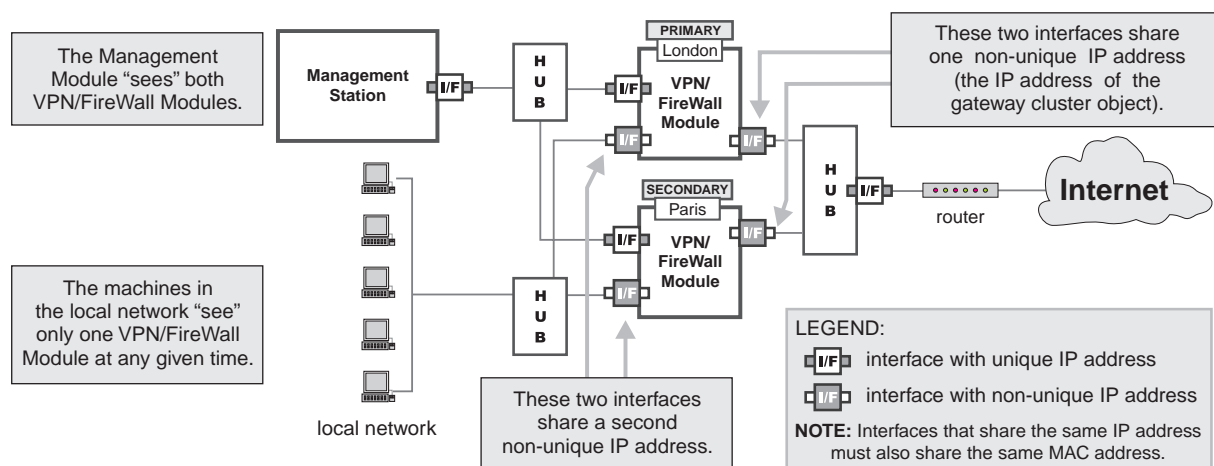 The Management
Module “sees” both
VPN/FireWall Modules.
Management
Station
I/F
H
U
B
PRIMARY
London
VPN/
FireWall
Module
I/F
I/F
I/F
These two interfaces share
one non-unique IP address
(the IP address of the
gateway cluster object).
SECONDARY
Paris
VPN/
FireWall
Module
I/F
I/F
I/F
H
U
B
I/F
router
Internet
The machines in
the local network “see”
only one VPN/FireWall
Module at any given time.
local network
H
U
B
These two interfaces
share a second
non-unique IP address.
LEGEND:
I/F interface with unique IP address
I/F interface with non-unique IP address
NOTE: Interfaces that share the same IP address
must also share the same MAC address.